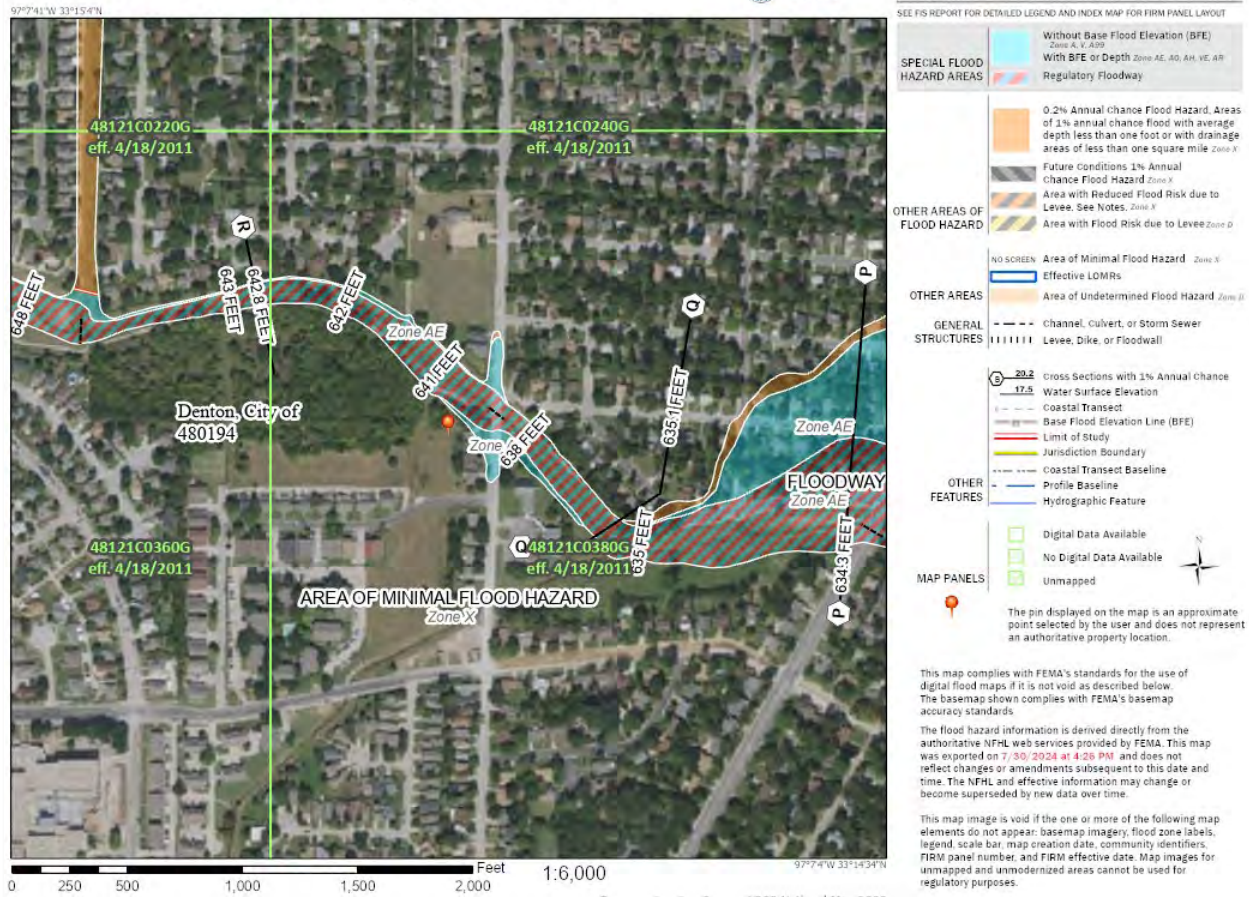 97°7'41"W 33°15'4"N
48121C0220G
eff. 4/18/2011
48121C0240G
eff. 4/18/2011
R
P
648 FEET
643 FEET
642.8 FEET
642 FEET
Zone AE
641 FEET
Q
635.1 FEET
Denton, City of
480194
Zone
638 FEET
Zone AE
FLOODWAY
Zone AE
Q
48121C0360G
eff. 4/18/2011
48121C0380G
eff. 4/18/2011
635 FEET
634.3 FEET
P
AREA OF MINIMAL FLOOD HAZARD
Zone X
97°7'4"W 33°14'34"N
Feet
1:6,000
0 250 500 1,000 1,500 2,000
SEE FIS REPORT FOR DETAILED LEGEND AND INDEX MAP FOR FIRM PANEL LAYOUT
SPECIAL FLOOD
HAZARD AREAS
Without Base Flood Elevation (BFE)
Zone A, V, A99
With BFE or Depth Zone AE, AO, AH, VE, AR
Regulatory Floodway
0.2% Annual Chance Flood Hazard, Areas
of 1% annual chance flood with average
depth less than one foot or with drainage
areas of less than one square mile Zone X
Future Conditions 1% Annual
Chance Flood Hazard Zone X
Area with Reduced Flood Risk due to
Levee. See Notes. Zone X
Area with Flood Risk due to Levee Zone D
OTHER AREAS OF
FLOOD HAZARD
NO SCREEN Area of Minimal Flood Hazard Zone X
Effective LOMRs
Area of Undetermined Flood Hazard Zone D
OTHER AREAS
GENERAL
STRUCTURES
Channel, Culvert, or Storm Sewer
Levee, Dike, or Floodwall
B 20.2 Cross Sections with 1% Annual Chance
17.5 Water Surface Elevation
Coastal Transect
Base Flood Elevation Line (BFE)
Limit of Study
Jurisdiction Boundary
Coastal Transect Baseline
Profile Baseline
Hydrographic Feature
OTHER
FEATURES
Digital Data Available
No Digital Data Available
Unmapped
MAP PANELS
N
The pin displayed on the map is an approximate
point selected by the user and does not represent
an authoritative property location.
This map complies with FEMA's standards for the use of
digital flood maps if it is not void as described below.
The basemap shown complies with FEMA's basemap
accuracy standards
The flood hazard information is derived directly from the
authoritative NFHL web services provided by FEMA. This map
was exported on 7/30/2024 at 4:26 PM and does not
reflect changes or amendments subsequent to this date and
time. The NFHL and effective information may change or
become superseded by new data over time.
This map image is void if the one or more of the following map
elements do not appear: basemap imagery, flood zone labels,
legend, scale bar, map creation date, community identifiers,
FIRM panel number, and FIRM effective date. Map images for
unmapped and unmodernized areas cannot be used for
regulatory purposes.